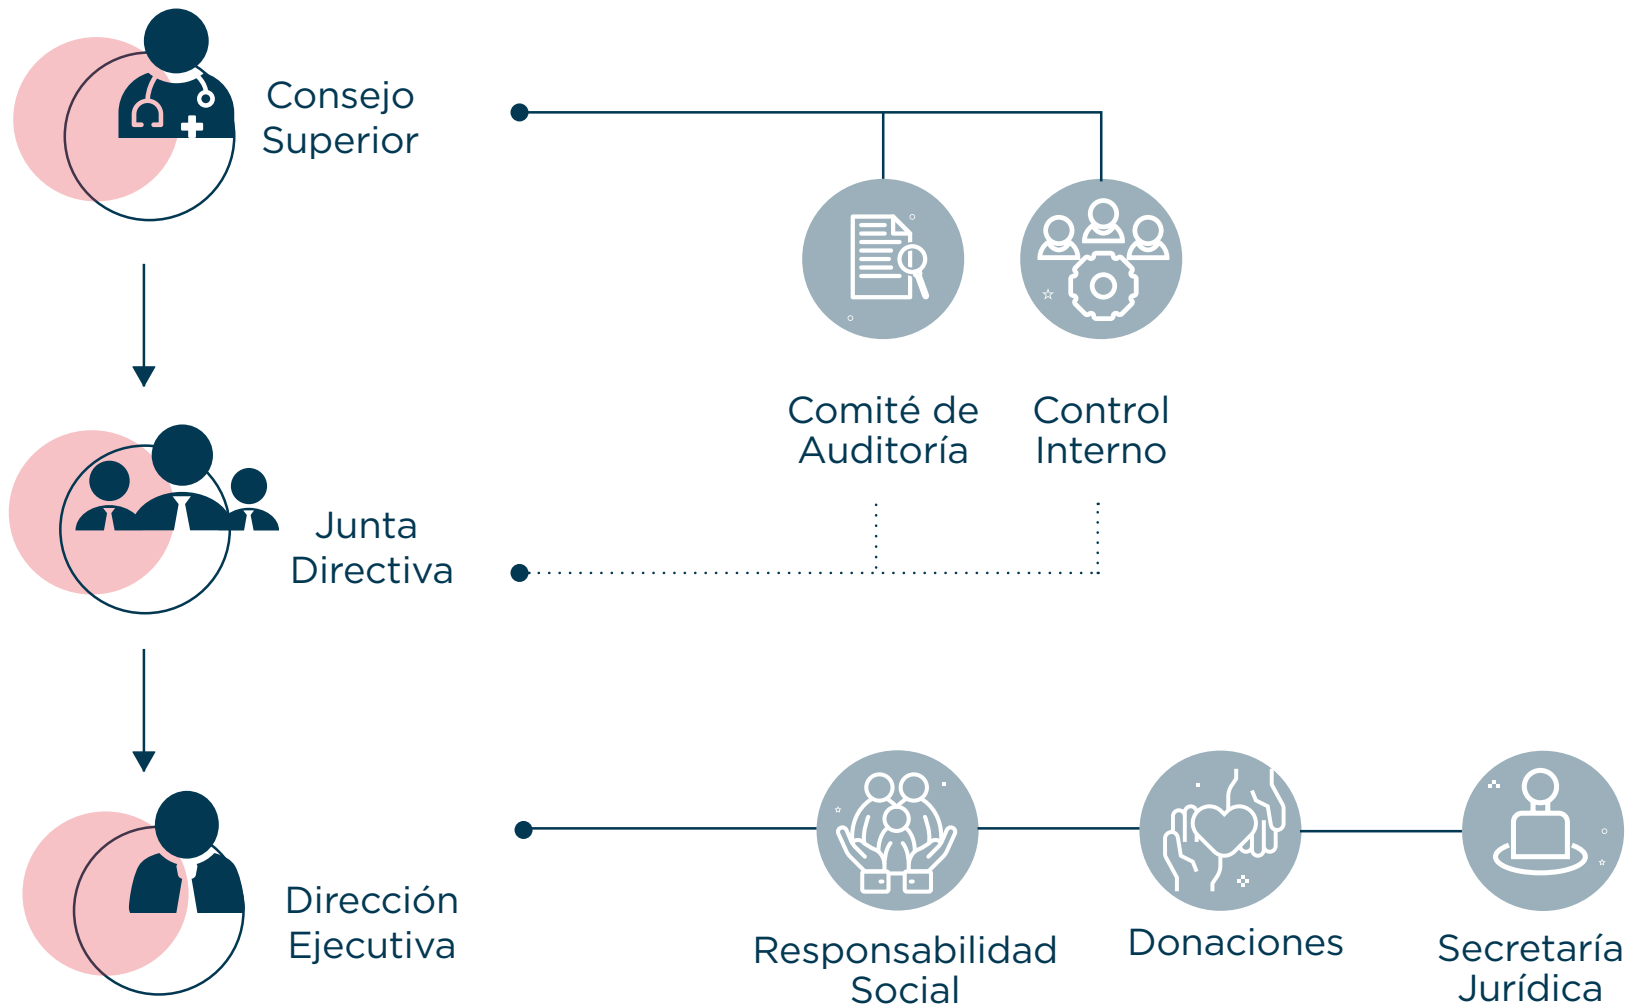 Consejo
Superior
Comité de
Auditoría
Control
Interno
Junta
Directiva
Dirección
Ejecutiva
Responsabilidad
Social
Donaciones
Secretaría
Jurídica